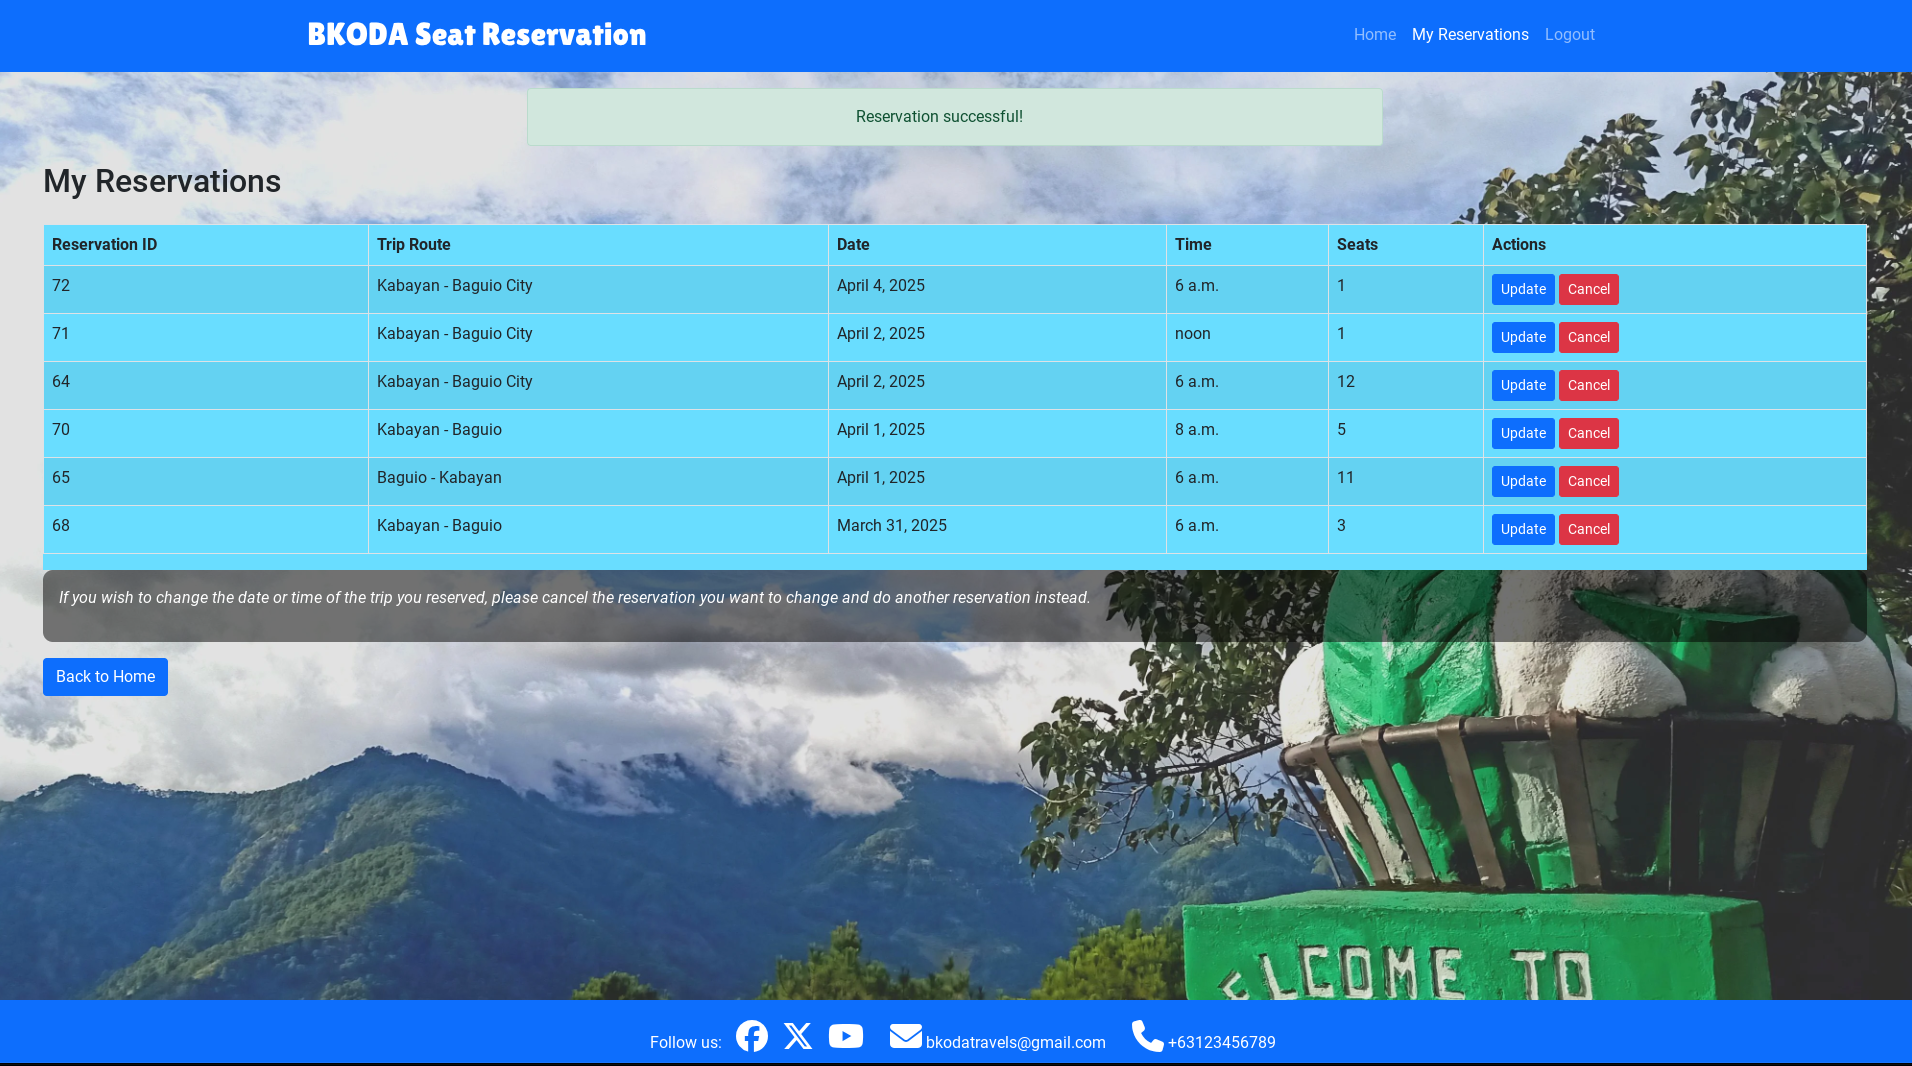 BKODA Seat Reservation
Home My Reservations Logout
Reservation successful!
My Reservations
Reservation ID Trip Route Date Time Seats Actions
72 Kabayan - Baguio City April 4, 2025 6 a.m. 1 Update Cancel
71 Kabayan - Baguio City April 2, 2025 noon 1 Update Cancel
64 Kabayan - Baguio City April 2, 2025 6 a.m. 12 Update Cancel
70 Kabayan - Baguio April 1, 2025 8 a.m. 5 Update Cancel
65 Baguio - Kabayan April 1, 2025 6 a.m. 11 Update Cancel
68 Kabayan - Baguio March 31, 2025 6 a.m. 3 Update Cancel
If you wish to change the date or time of the trip you reserved, please cancel the reservation you want to change and do another reservation instead.
Back to Home
ELCOME TO
Follow us: bkodatravels@gmail.com +63123456789